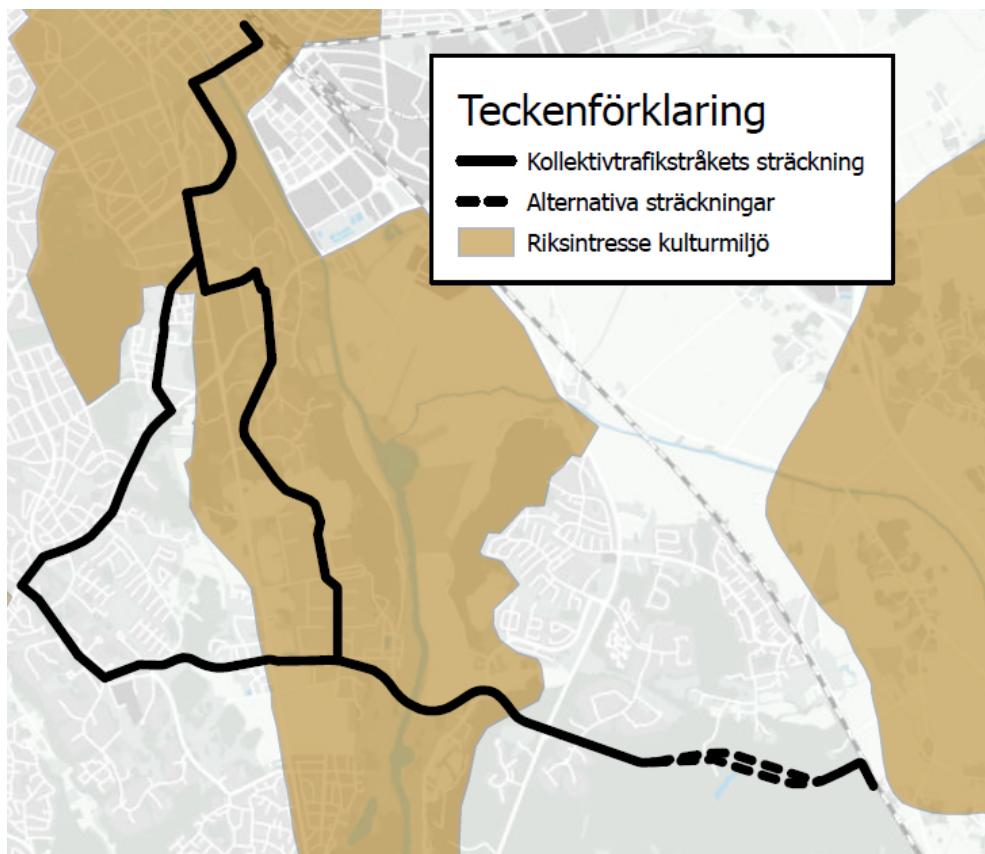 Teckenförklaring
Kollektivtrafikstråkets sträckning
Alternativa sträckningar
Riksintresse kulturmiljö